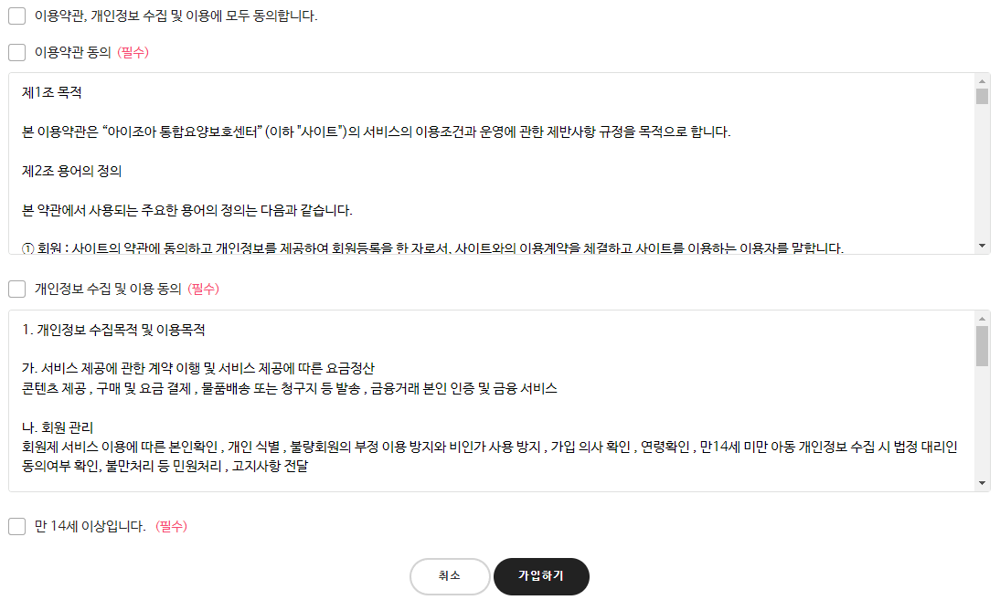 이용약관, 개인정보 수집 및 이용에 모두 동의합니다.
이용약관 동의 (필수)
제1조 목적
본 이용약관은 “아이조아 통합요양보호센터” (이하 "사이트")의 서비스의 이용조건과 운영에 관한 제반사항 규정을 목적으로 합니다.
제2조 용어의 정의
본 약관에서 사용되는 주요한 용어의 정의는 다음과 같습니다.
① 회원 : 사이트의 약관에 동의하고 개인정보를 제공하여 회원등록을 한 자로서, 사이트와의 이용계약을 체결하고 사이트를 이용하는 이용자를 말합니다.
개인정보 수집 및 이용 동의 (필수)
1. 개인정보 수집목적 및 이용목적
가. 서비스 제공에 관한 계약 이행 및 서비스 제공에 따른 요금정산
콘텐츠 제공 , 구매 및 요금 결제 , 물품배송 또는 청구지 등 발송 , 금융거래 본인 인증 및 금융 서비스
나. 회원 관리
회원제 서비스 이용에 따른 본인확인 , 개인 식별 , 불량회원의 부정 이용 방지와 비인가 사용 방지 , 가입 의사 확인 , 연령확인 , 만14세 미만 아동 개인정보 수집 시 법정 대리인
동의여부 확인, 불만처리 등 민원처리 , 고지사항 전달
만 14세 이상입니다. (필수)
취소 가입하기